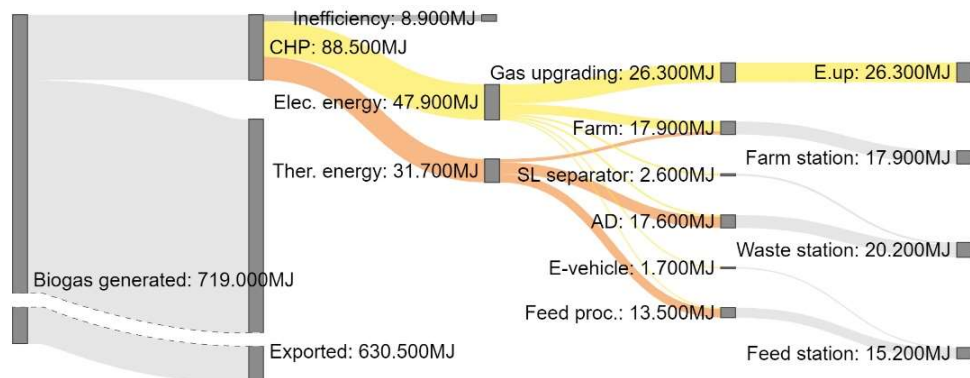 Inefficiency: 8.900MJ
CHP: 88.500MJ
Gas upgrading: 26.300MJ
E.up: 26.300MJ
Elec. energy: 47.900MJ
Farm: 17.900MJ
Farm station: 17.900MJ
Ther. energy: 31.700MJ
SL separator: 2.600MJ
AD: 17.600MJ
Waste station: 20.200MJ
Biogas generated: 719.000MJ
E-vehicle: 1.700MJ
Feed proc.: 13.500MJ
Exported: 630.500MJ
Feed station: 15.200MJ